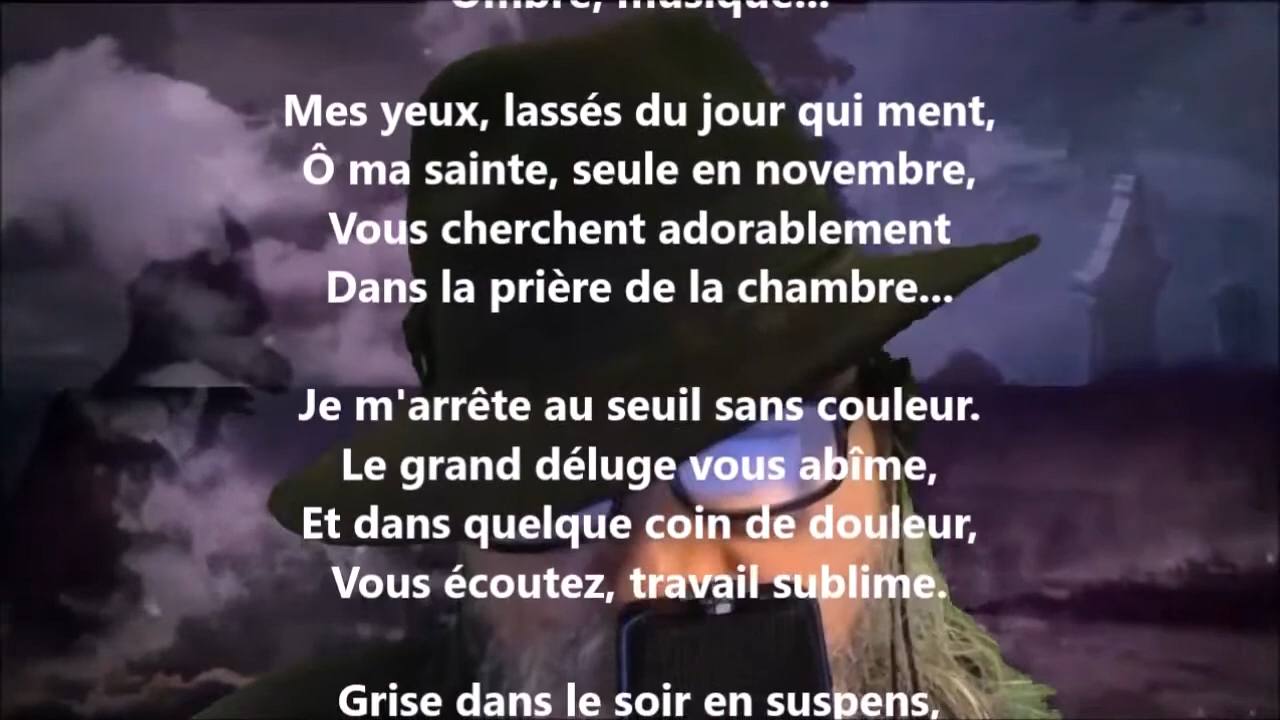 Ombre, musique...
Mes yeux, lassés du jour qui ment,
Ô ma sainte, seule en novembre,
Vous cherchent adorablement
Dans la prière de la chambre...
Je m'arrête au seuil sans couleur.
Le grand déluge vous abîme,
Et dans quelque coin de douleur,
Vous écoutez, travail sublime.
Grise dans le soir en suspens,